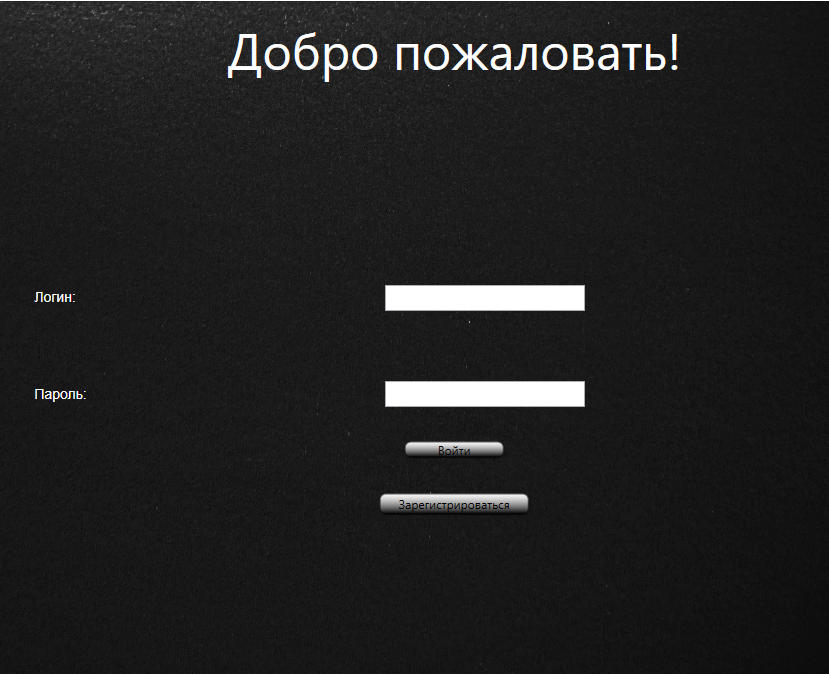 Добро пожаловать!
Логин:
Пароль:
Войти
Зарегистрироваться